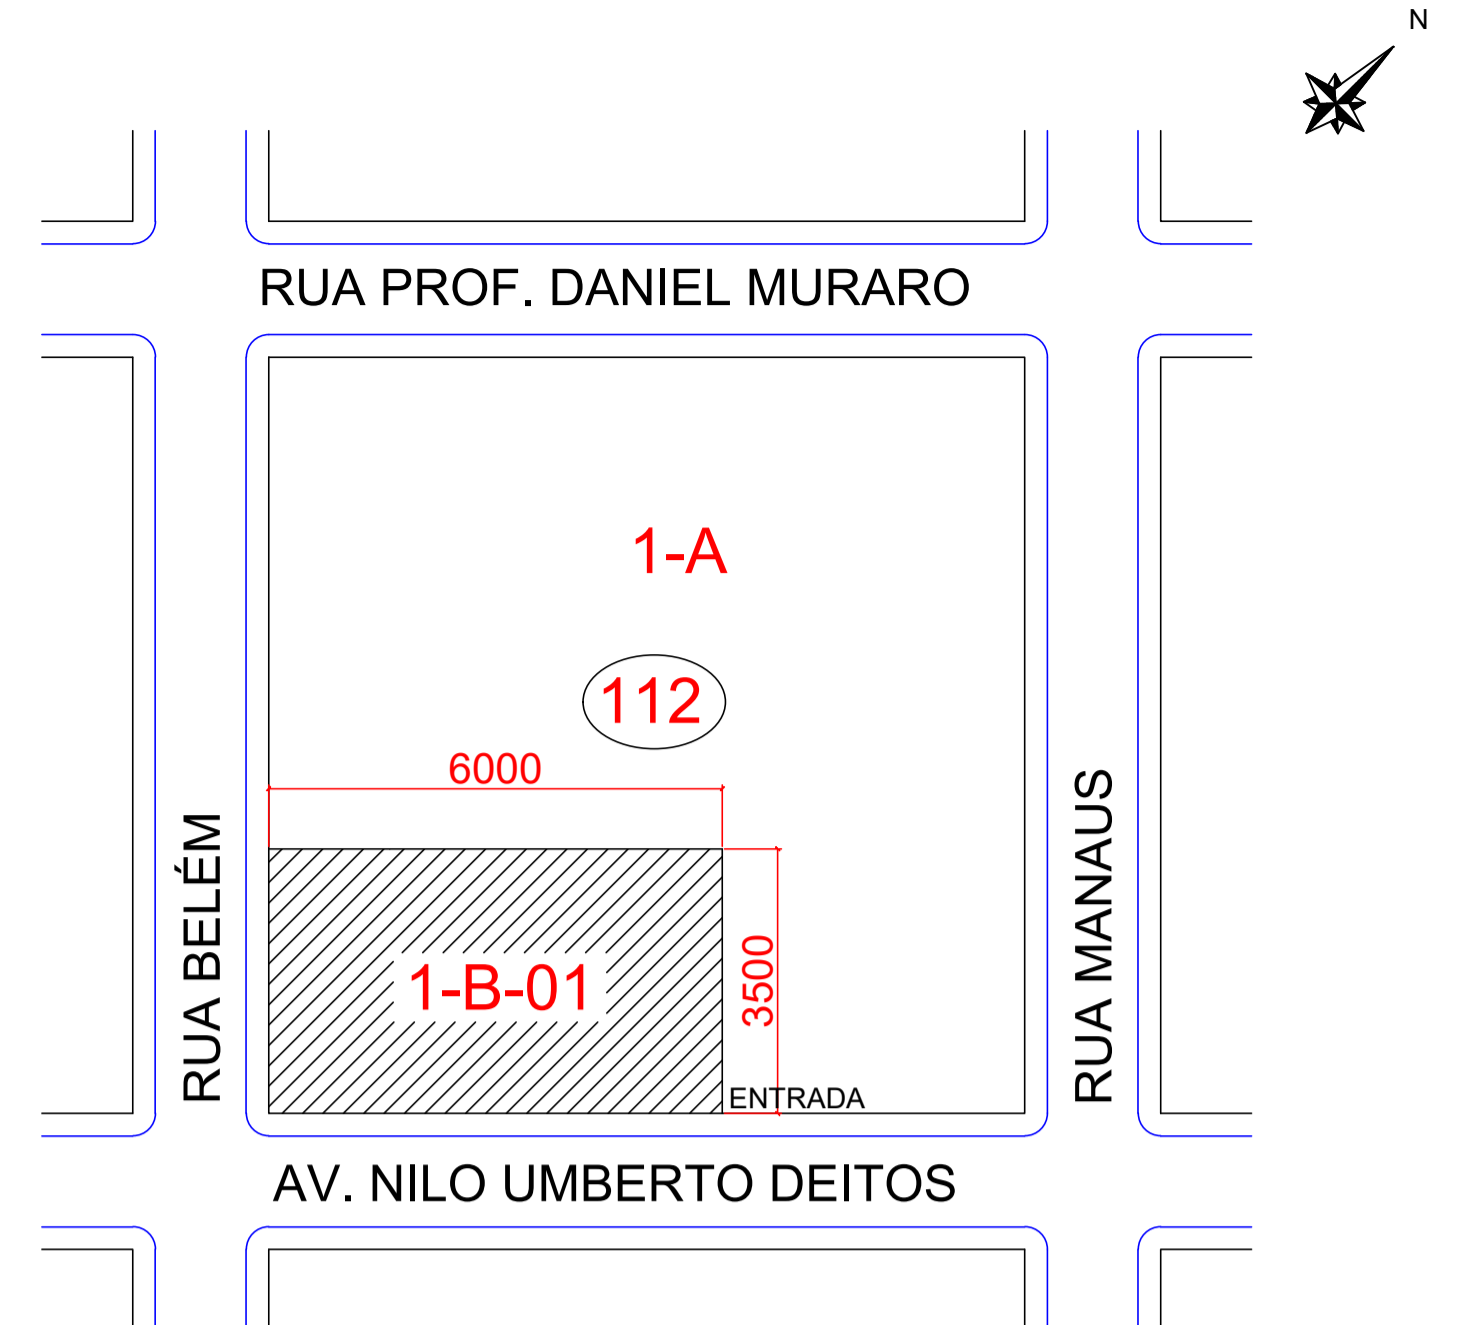 N
RUA PROF. DANIEL MURARO
1-A
112
6000
RUA BELÉM
RUA MANAUS
1-B-01
3500
ENTRADA
AV. NILO UMBERTO DEITOS